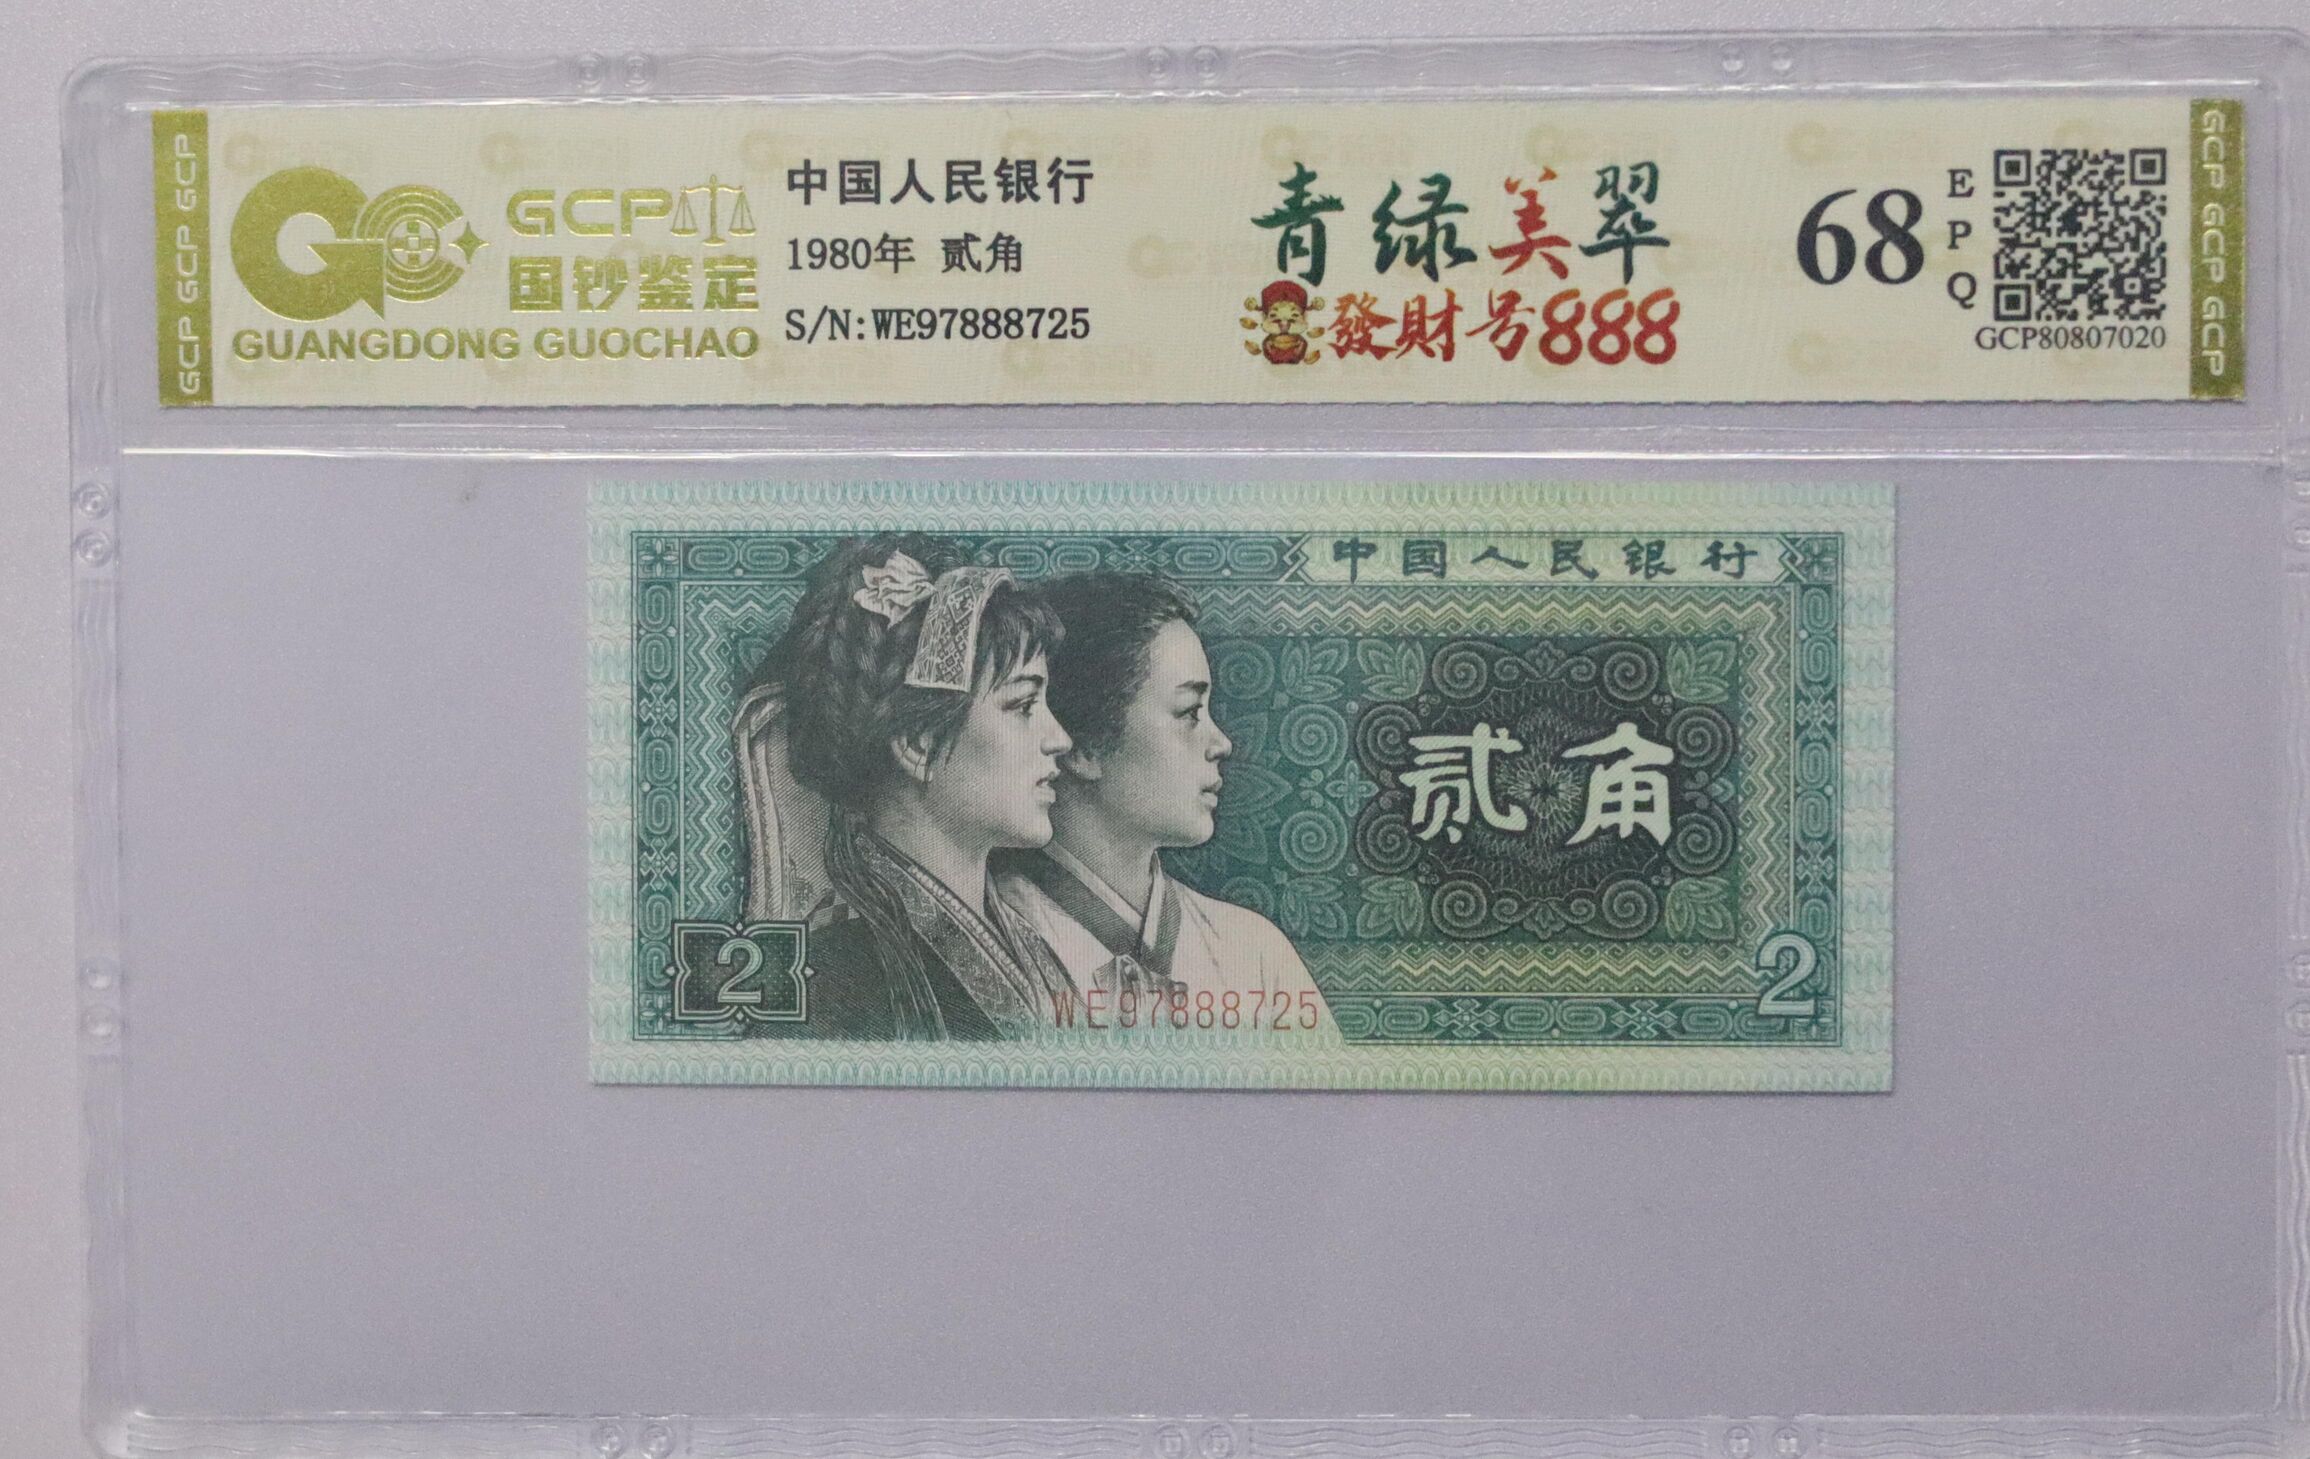 GCP GCP GCP
GCP
国钞鉴定
GUANGDONG GUOCHAO
中国人民银行
1980年 贰角
S/N:WE97888725
青绿美翠
發財号888
68
EPQ
GCP80807020
GCP GCP GCP
中国人民银行
贰角
2
WE97888725
2